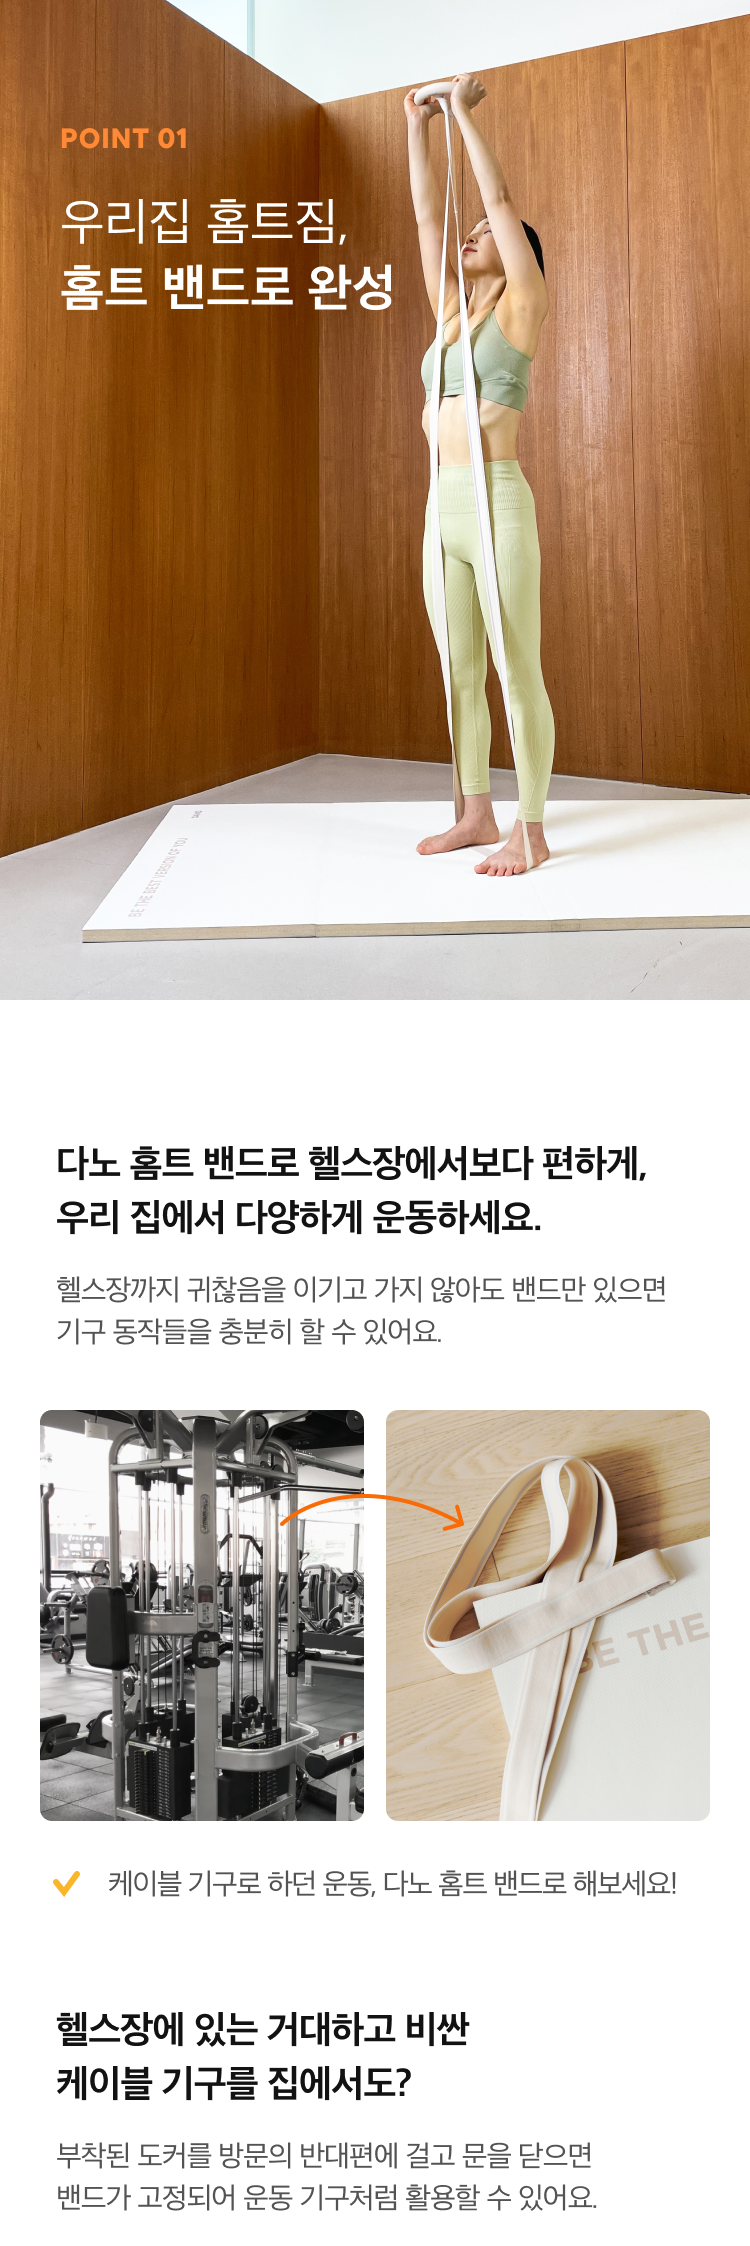 POINT 01
우리집 홈트짐,
홈트 밴드로 완성
DANO
BE THE BEST VERSION OF YOU
다노 홈트 밴드로 헬스장에서보다 편하게,
우리 집에서 다양하게 운동하세요.
헬스장까지 귀찮음을 이기고 가지 않아도 밴드만 있으면
기구 동작들을 충분히 할 수 있어요.
BE THE
케이블 기구로 하던 운동, 다노 홈트 밴드로 해보세요!
헬스장에 있는 거대하고 비싼
케이블 기구를 집에서도?
부착된 도커를 방문의 반대편에 걸고 문을 닫으면
밴드가 고정되어 운동 기구처럼 활용할 수 있어요.